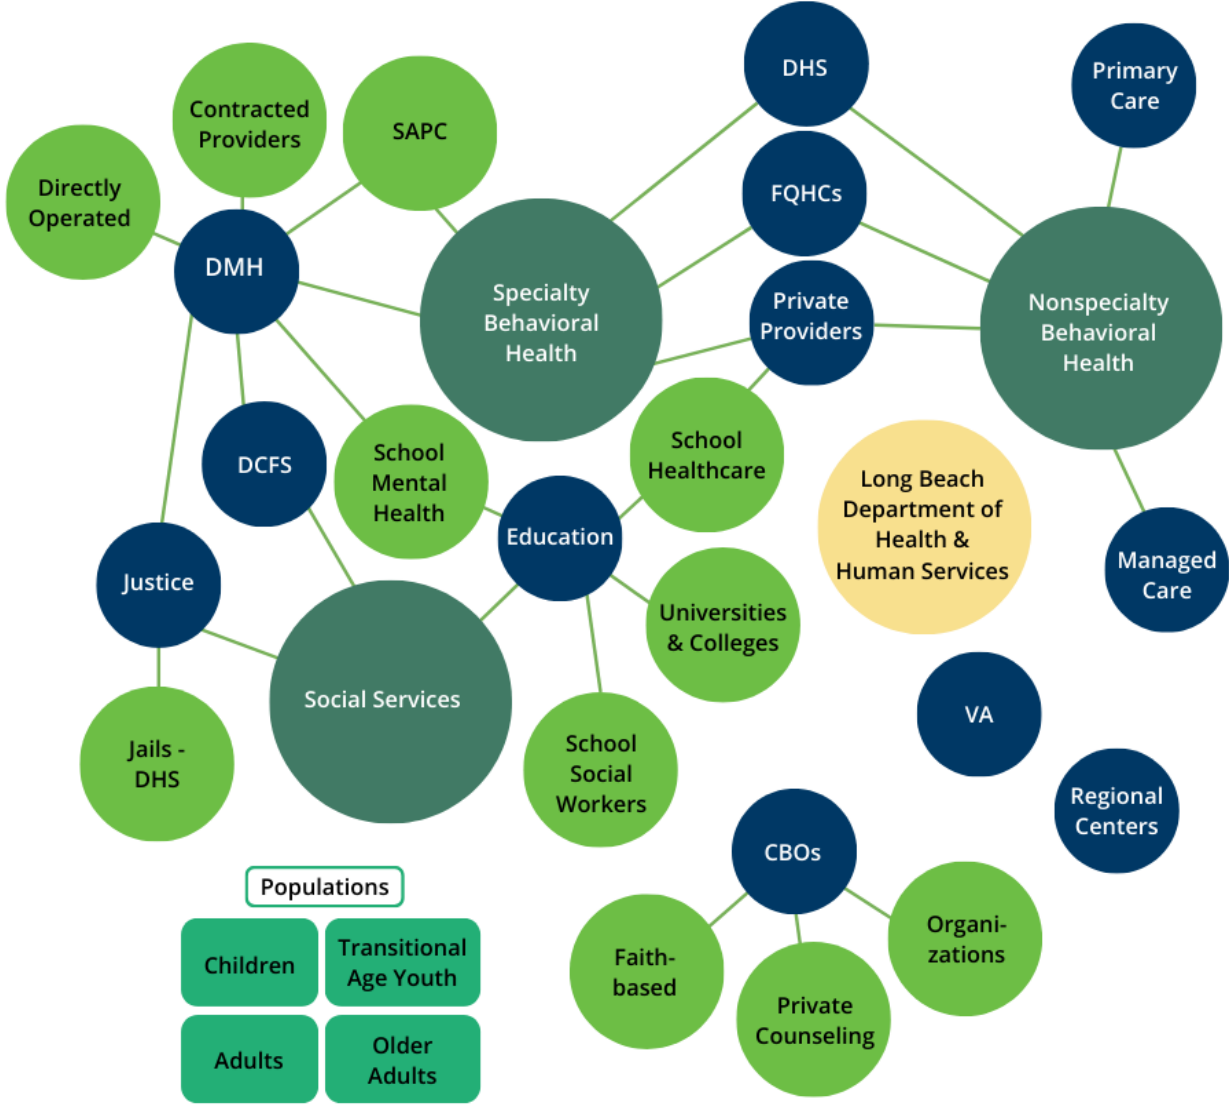 DHS
Primary
Care
Contracted
Providers
SAPC
Directly
Operated
FQHCs
DMH
Specialty
Behavioral
Health
Private
Providers
Nonspecialty
Behavioral
Health
DCFS
School
Mental
Health
School
Healthcare
Long Beach
Department of
Health &
Human Services
Education
Justice
Managed
Care
Universities
& Colleges
Social Services
VA
Jails -
DHS
School
Social
Workers
Regional
Centers
CBOs
Populations
Children
Transitional
Age Youth
Adults
Older
Adults
Faith-
based
Private
Counseling
Organi-
zations